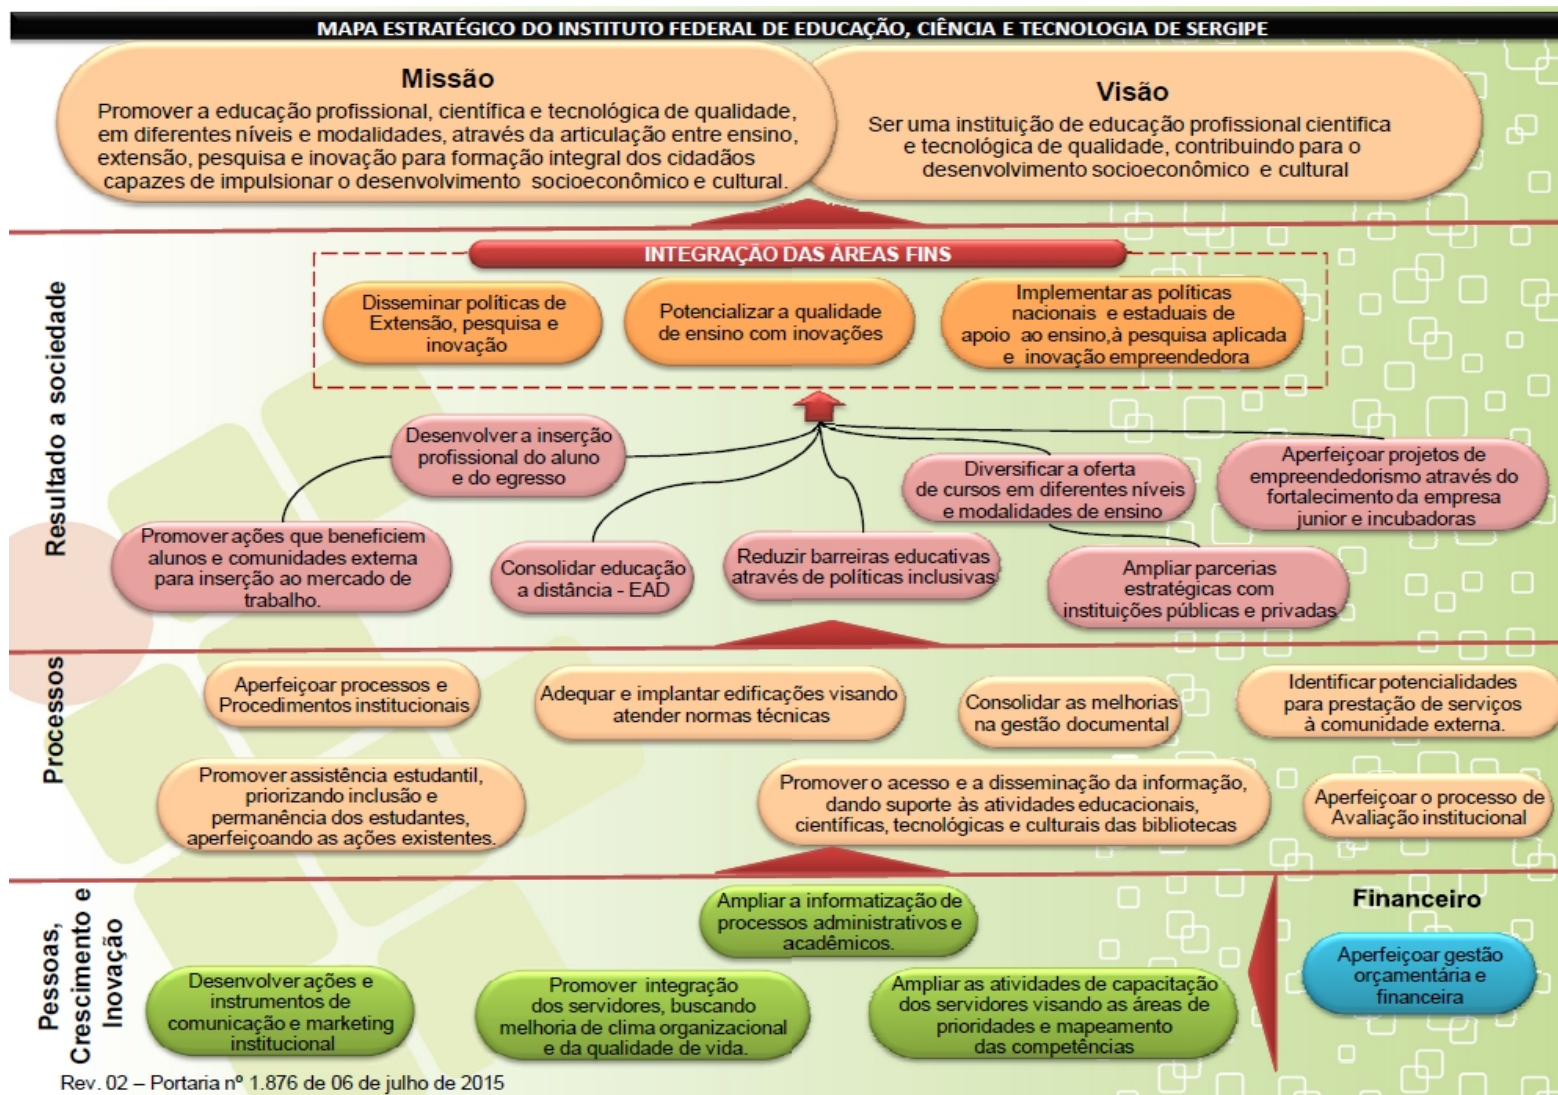 MAPA ESTRATÉGICO DO INSTITUTO FEDERAL DE EDUCAÇÃO, CIÊNCIA E TECNOLOGIA DE SERGIPE
Missão
Promover a educação profissional, científica e tecnológica de qualidade,
em diferentes níveis e modalidades, através da articulação entre ensino,
extensão, pesquisa e inovação para formação integral dos cidadãos
capazes de impulsionar o desenvolvimento socioeconômico e cultural.
Visão
Ser uma instituição de educação profissional cientifica
e tecnológica de qualidade, contribuindo para o
desenvolvimento socioeconômico e cultural
Resultado a sociedade
INTEGRAÇÃO DAS ÁREAS FINS
Disseminar políticas de
Extensão, pesquisa e
inovação
Potencializar a qualidade
de ensino com inovações
Implementar as políticas
nacionais e estaduais de
apoio ao ensino,à pesquisa aplicada
e inovação empreendedora
Desenvolver a inserção
profissional do aluno
e do egresso
Diversificar a oferta
de cursos em diferentes níveis
e modalidades de ensino
Aperfeiçoar projetos de
empreendedorismo através do
fortalecimento da empresa
junior e incubadoras
Promover ações que beneficiem
alunos e comunidades externa
para inserção ao mercado de
trabalho.
Consolidar educação
a distância - EAD
Reduzir barreiras educativas
através de políticas inclusivas
Ampliar parcerias
estratégicas com
instituições públicas e privadas
Processos
Aperfeiçoar processos e
Procedimentos institucionais
Adequar e implantar edificações visando
atender normas técnicas
Consolidar as melhorias
na gestão documental
Identificar potencialidades
para prestação de serviços
à comunidade externa.
Promover assistência estudantil,
priorizando inclusão e
permanência dos estudantes,
aperfeiçoando as ações existentes.
Promover o acesso e a disseminação da informação,
dando suporte às atividades educacionais,
científicas, tecnológicas e culturais das bibliotecas
Aperfeiçoar o processo de
Avaliação institucional
Pessoas,
Crescimento e
Inovação
Ampliar a informatização de
processos administrativos e
acadêmicos.
Desenvolver ações e
instrumentos de
comunicação e marketing
institucional
Promover integração
dos servidores, buscando
melhoria de clima organizacional
e da qualidade de vida.
Ampliar as atividades de capacitação
dos servidores visando as áreas de
prioridades e mapeamento
das competências
Financeiro
Aperfeiçoar gestão
orçamentária e
financeira
Rev. 02 – Portaria nº 1.876 de 06 de julho de 2015